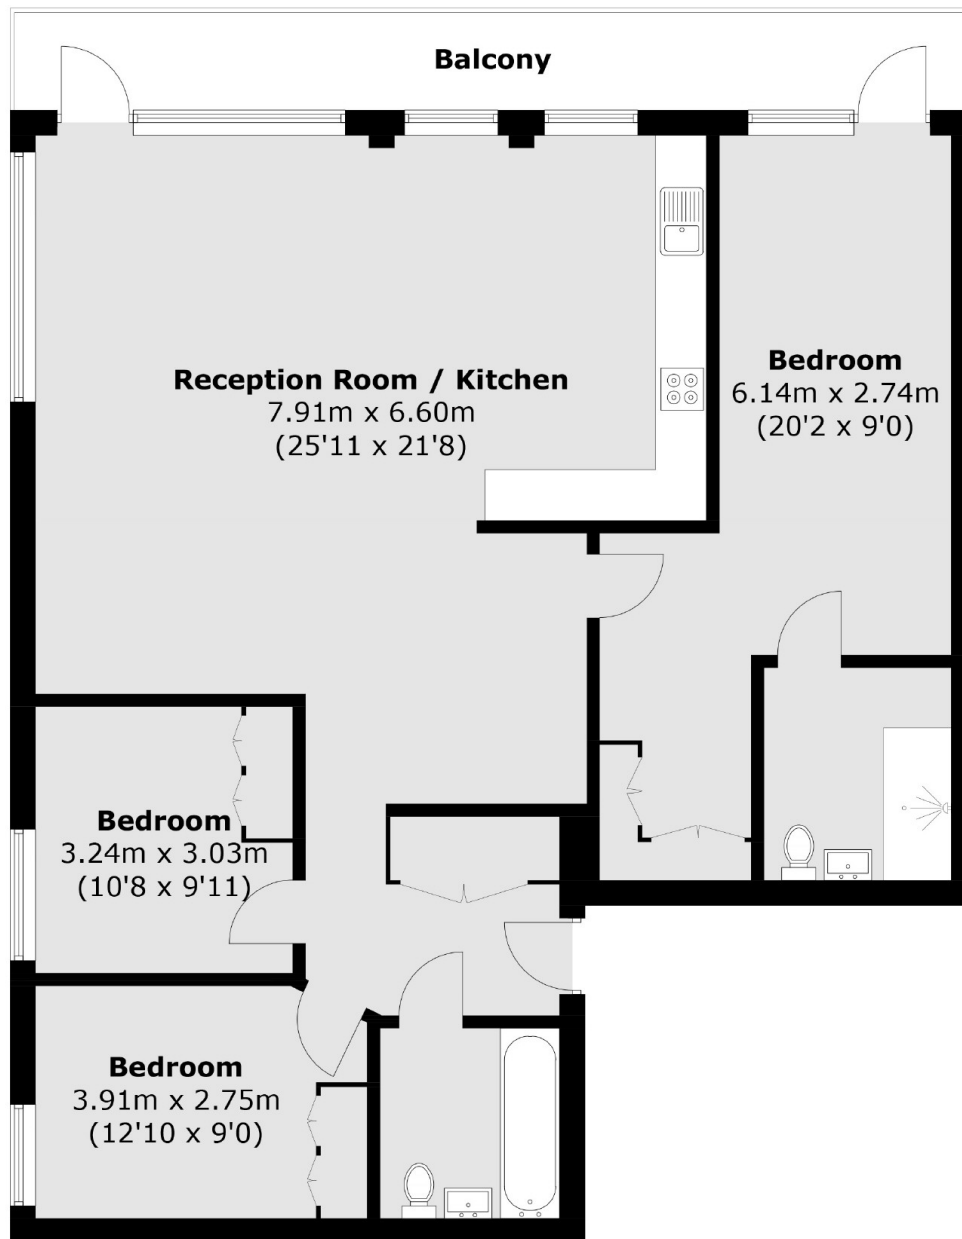 Balcony
Reception Room / Kitchen
7.91m x 6.60m
(25'11 x 21'8)
Bedroom
6.14m x 2.74m
(20'2 x 9'0)
Bedroom
3.24m x 3.03m
(10'8 x 9'11)
Bedroom
3.91m x 2.75m
(12'10 x 9'0)